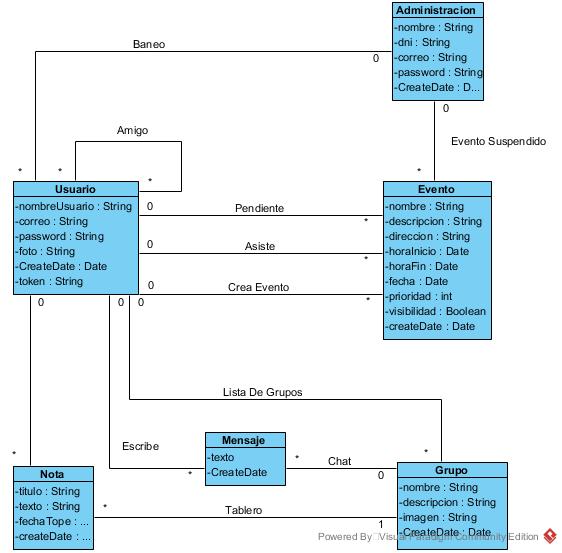 Administracion
-nombre : String
-dni : String
-correo : String
-password : String
-CreateDate : D...
Baneo
0
0
Evento Suspendido
Amigo
*
*
*
*
Usuario
-nombreUsuario : String
-correo : String
-password : String
-foto : String
-CreateDate : Date
-token : String
Evento
-nombre : String
-descripcion : String
-direccion : String
-horaInicio : Date
-horaFin : Date
-fecha : Date
-prioridad : int
-visibilidad : Boolean
-createDate : Date
0
Pendiente
*
0
Asiste
*
0
Crea Evento
*
0
0
0
Lista De Grupos
*
Escribe
*
Mensaje
-texto
-CreateDate
*
Chat
0
*
Nota
-titulo : String
-texto : String
-fechaTope : ...
-createDate : ...
*
Tablero
1
Grupo
-nombre : String
-descripcion : String
-imagen : String
-CreateDate : Date
Powered By Visual Paradigm Community Edition